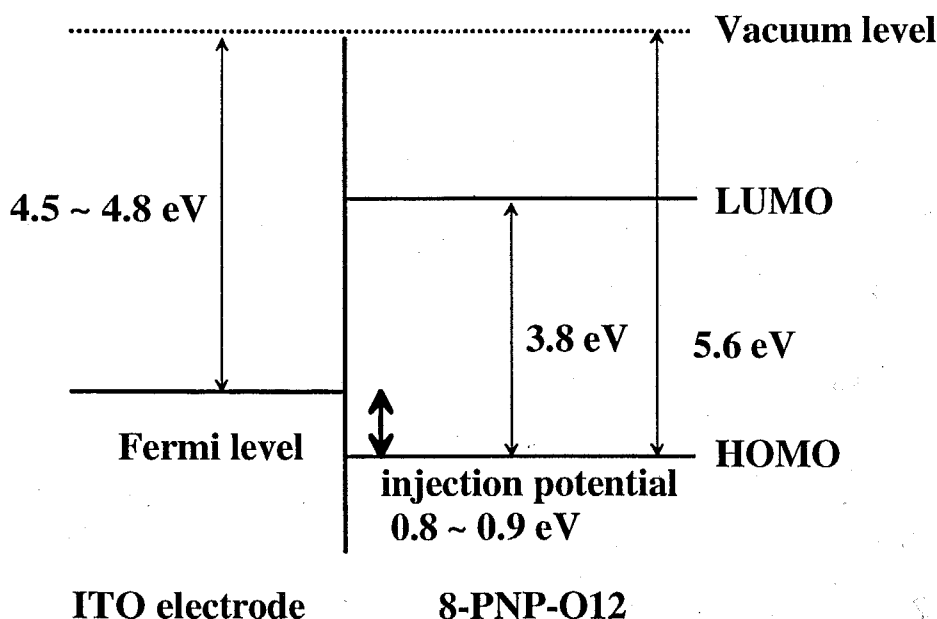 Vacuum level
4.5 ~ 4.8 eV
LUMO
3.8 eV
5.6 eV
Fermi level
HOMO
injection potential
0.8 ~ 0.9 eV
ITO electrode
8-PNP-O12